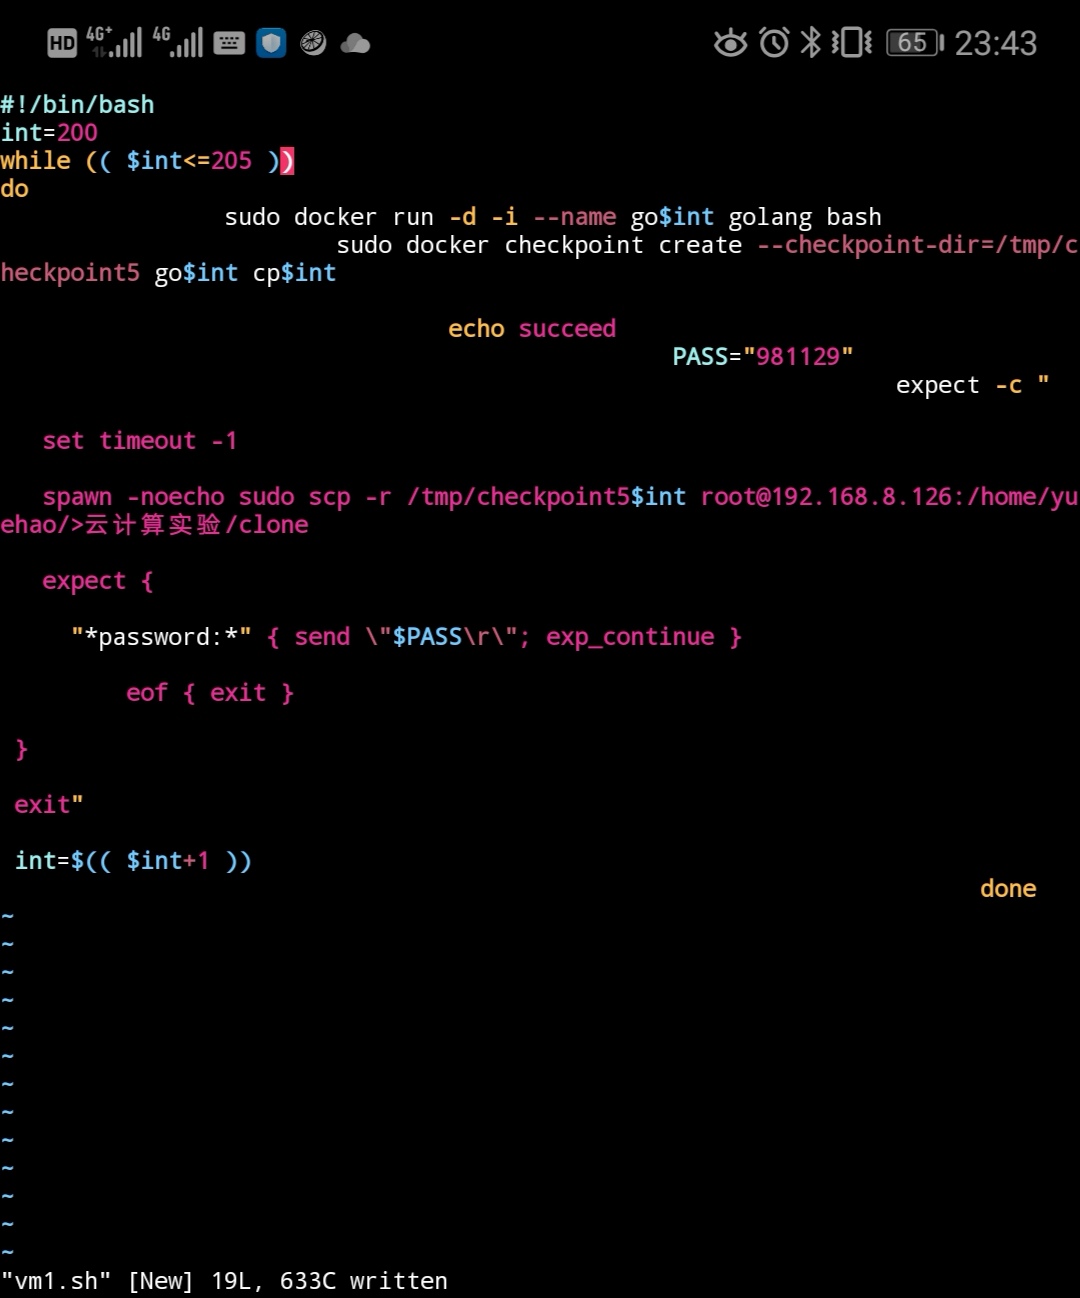 HD 4G+ 4G 65 23:43
#!/bin/bash
int=200
while (( $int<=205 ))
do
sudo docker run -d -i --name go$int golang bash
sudo docker checkpoint create --checkpoint-dir=/tmp/c
heckpoint5 go$int cp$int
echo succeed
PASS="981129"
expect -c "
set timeout -1
spawn -noecho sudo scp -r /tmp/checkpoint5$int root@192.168.8.126:/home/yu
ehao/>云计算实验/clone
expect {
"*password:*" { send \"$PASS\r\"; exp_continue }
eof { exit }
}
exit"
int=$(( $int+1 ))
done
~
~
~
~
~
~
~
~
~
~
~
~
~
"vm1.sh" [New] 19L, 633C written